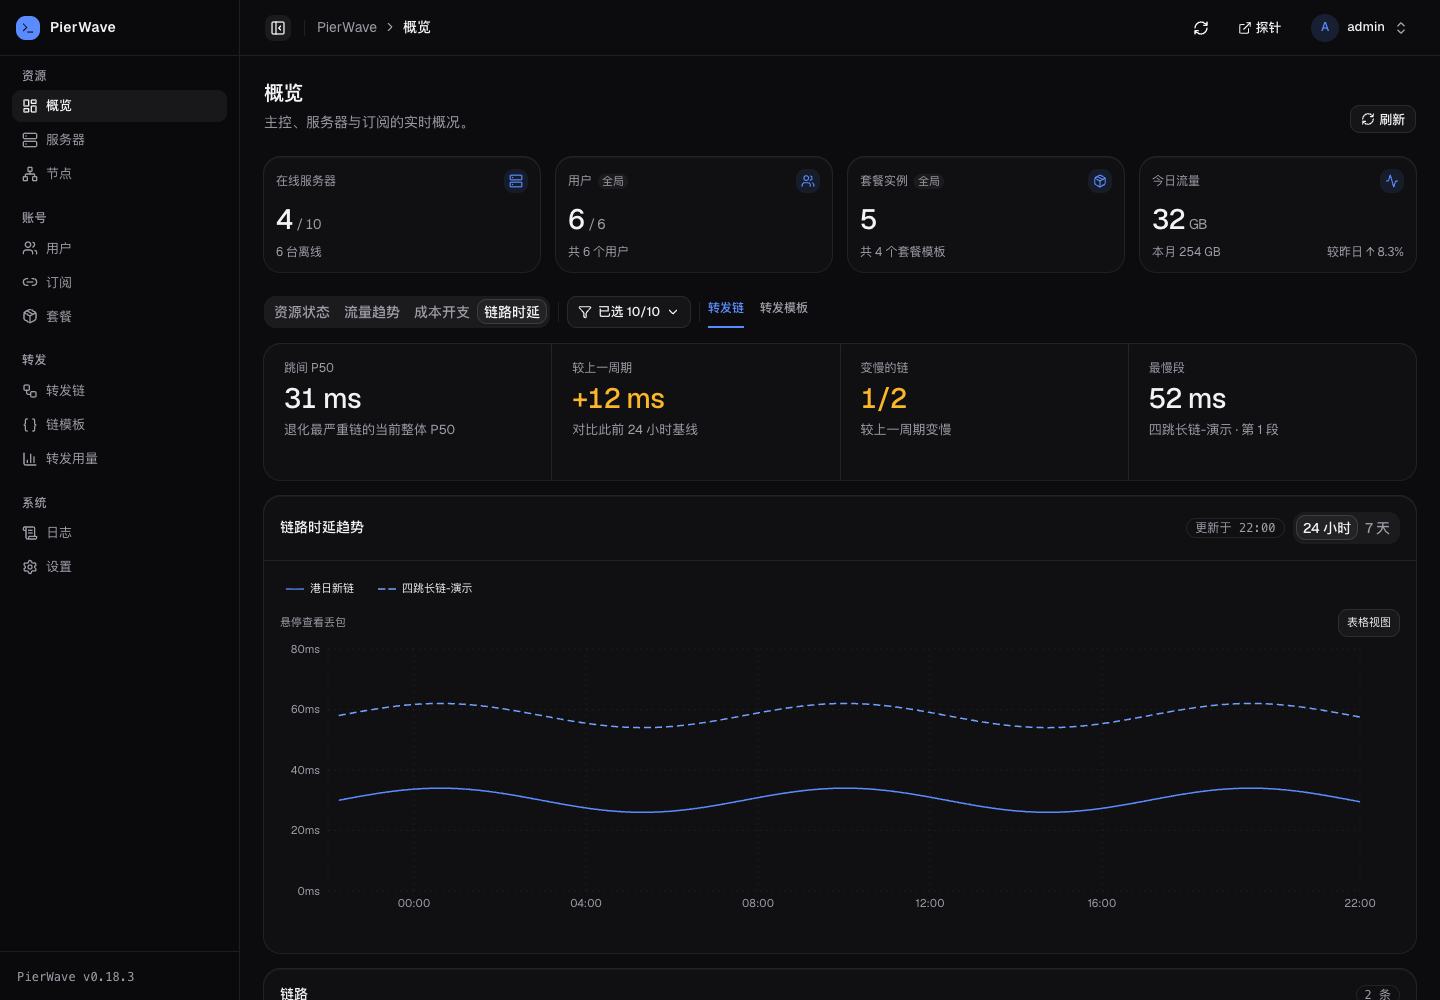 PierWave
PierWave > 概览
探针
A admin
资源
概览
服务器
节点
账号
用户
订阅
套餐
转发
转发链
链模板
转发用量
系统
日志
设置
PierWave v0.18.3
概览
主控、服务器与订阅的实时概况。
刷新
在线服务器
4 / 10
6 台离线
用户 全局
6 / 6
共 6 个用户
套餐实例 全局
5
共 4 个套餐模板
今日流量
32 GB
本月 254 GB 较昨日 ↑ 8.3%
资源状态 流量趋势 成本开支 链路时延
已选 10/10
转发链 转发模板
跳间 P50
31 ms
退化最严重链的当前整体 P50
较上一周期
+12 ms
对比此前 24 小时基线
变慢的链
1/2
较上一周期变慢
最慢段
52 ms
四跳长链-演示 · 第 1 段
链路时延趋势
更新于 22:00
24 小时 7 天
港日新链 四跳长链-演示
悬停查看丢包
表格视图
80ms
60ms
40ms
20ms
0ms
00:00 04:00 08:00 12:00 16:00 22:00
链路
2 条